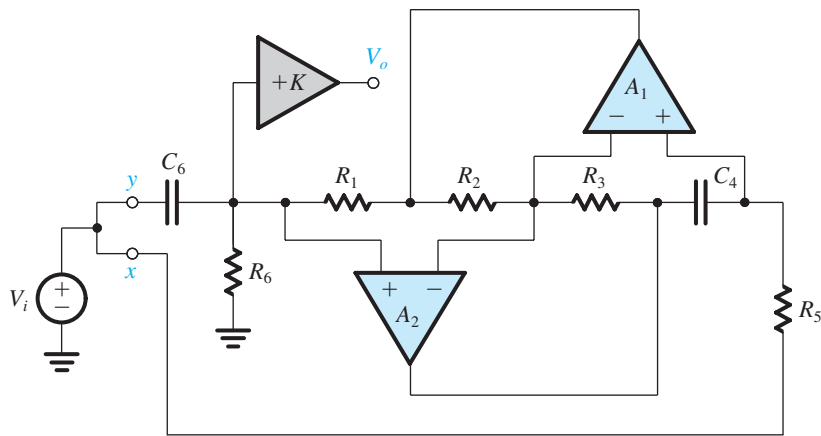 +K
Vo
A1
− +
C6
y
R1
R2
R3
C4
x
R6
+ −
A2
Vi
+
−
R5